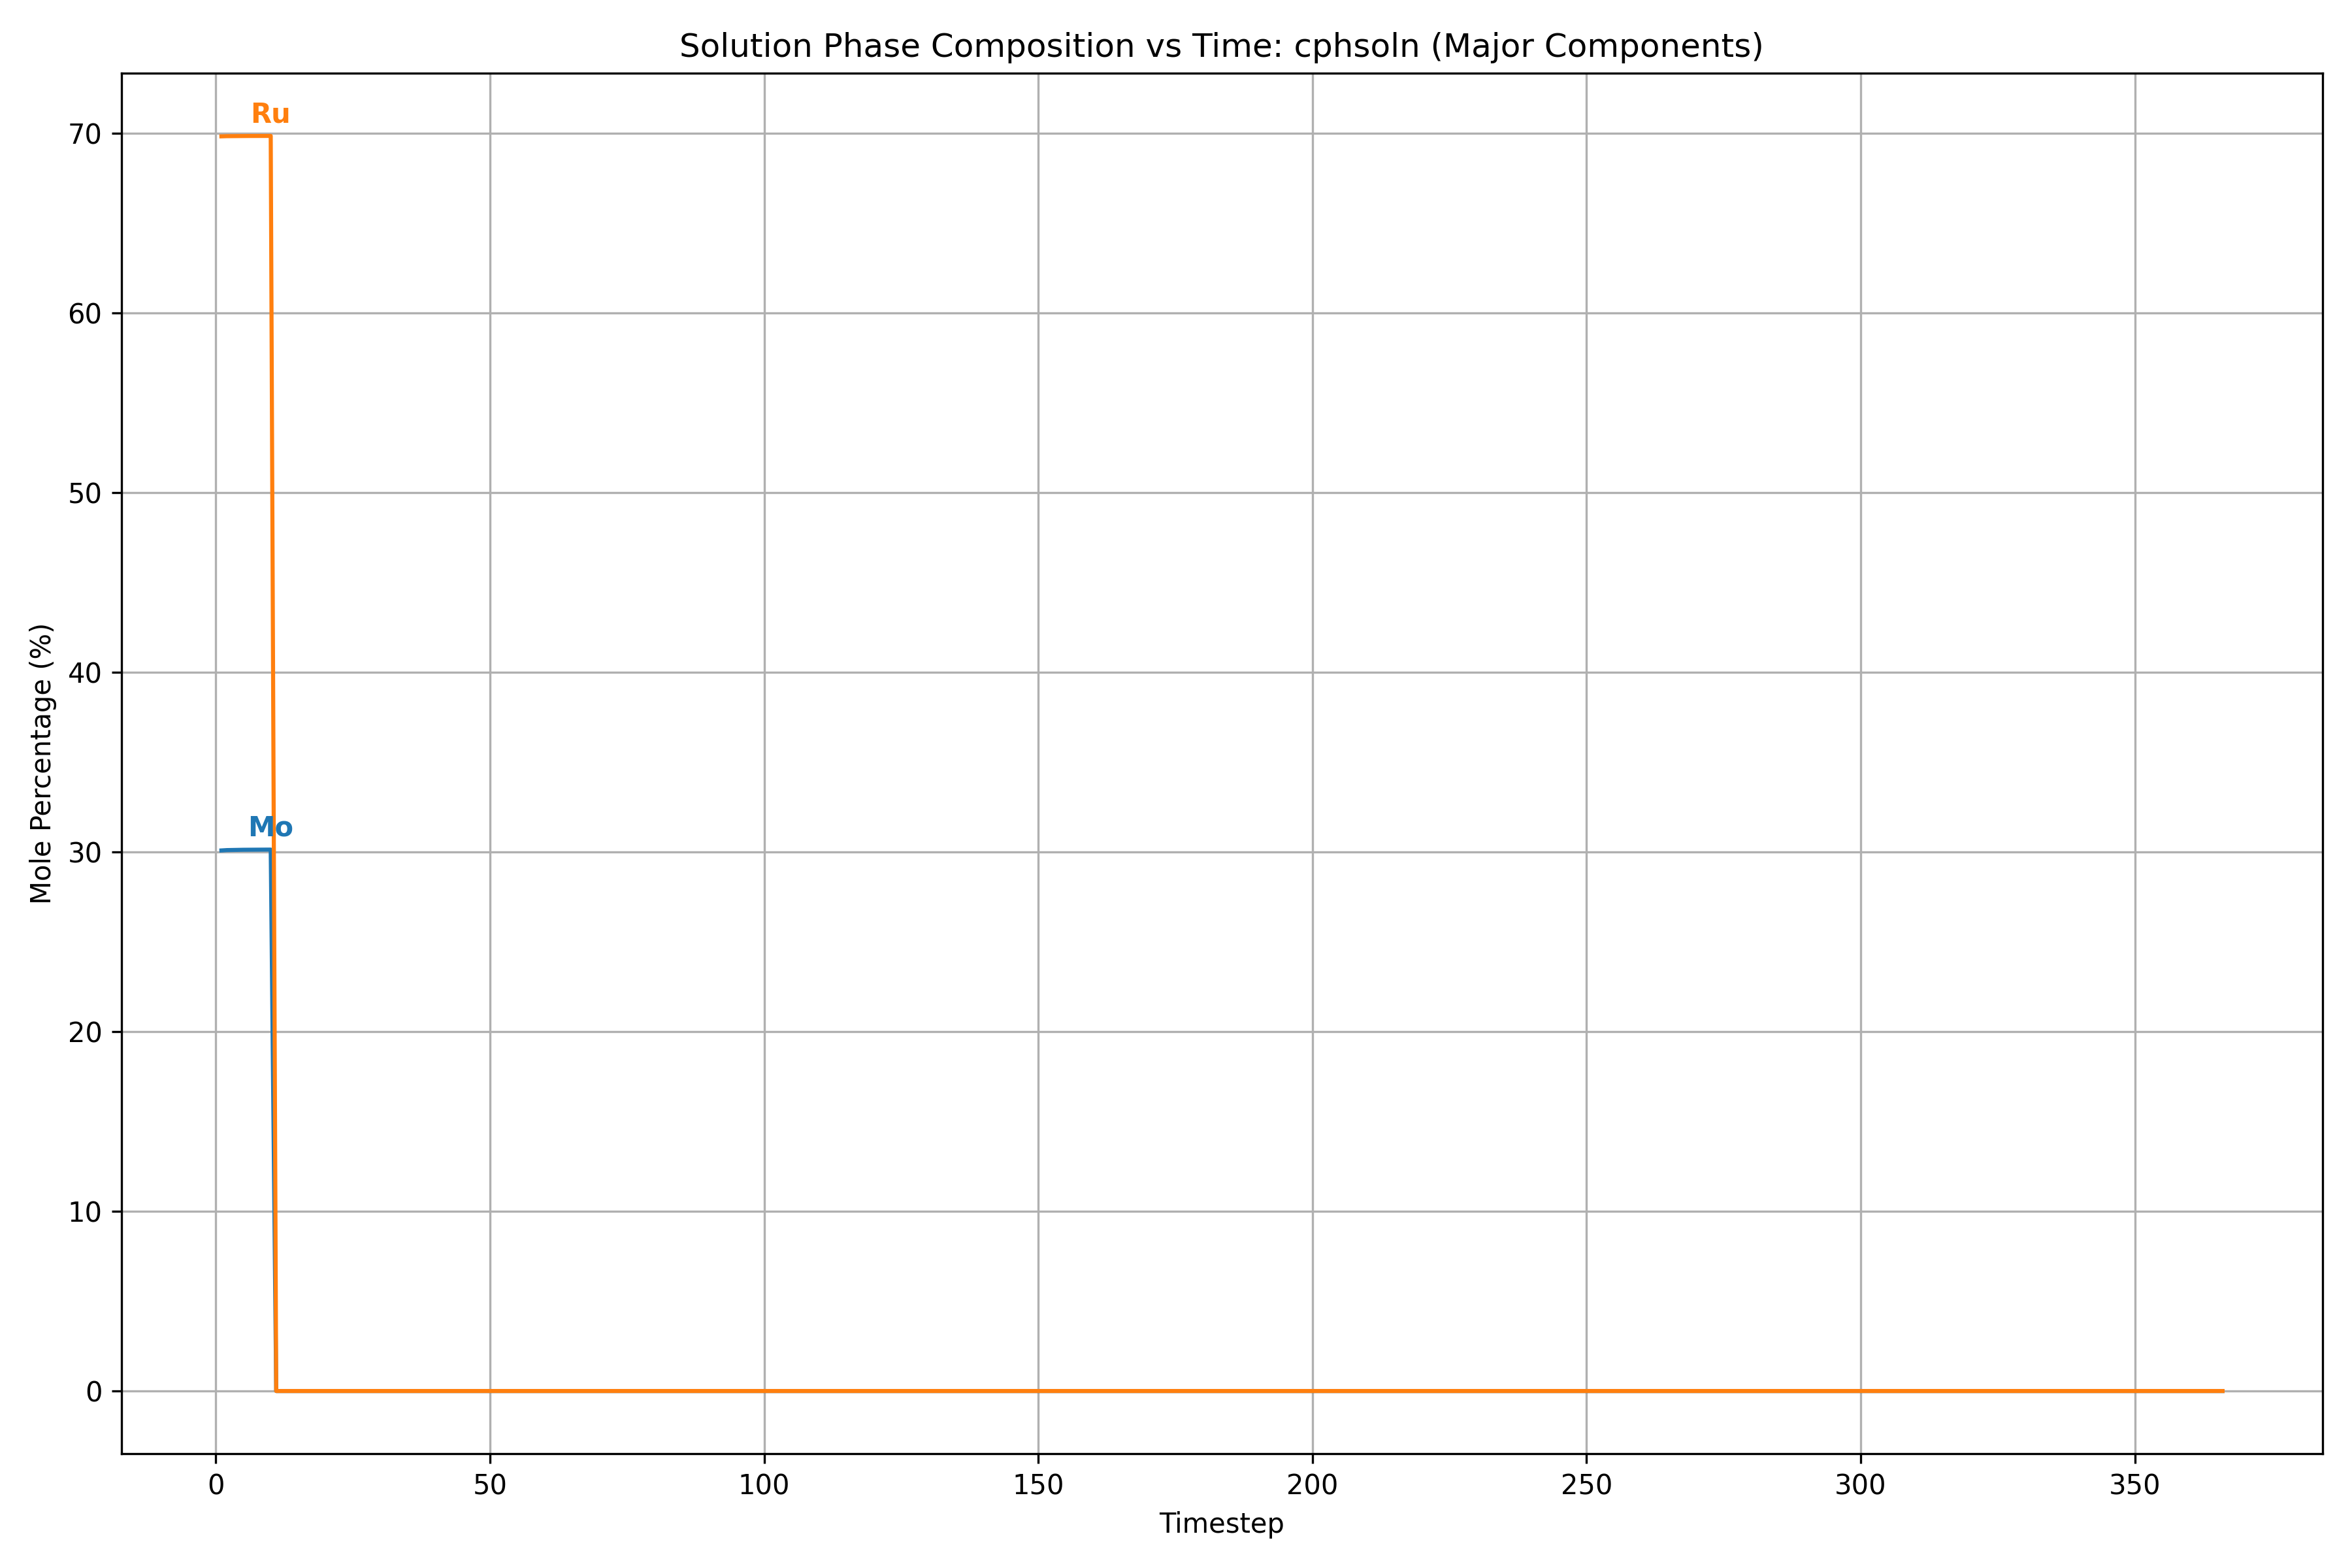 Solution Phase Composition vs Time: cphsoln (Major Components)
Mole Percentage (%)
70
60
50
40
30
20
10
0
Ru
Mo
0 50 100 150 200 250 300 350
Timestep